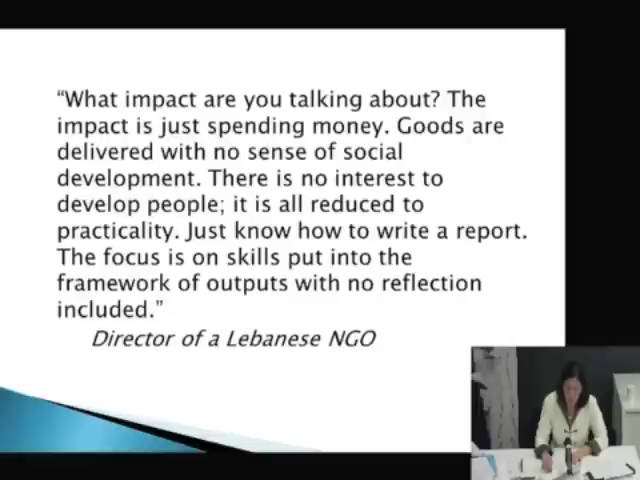 “What impact are you talking about? The
impact is just spending money. Goods are
delivered with no sense of social
development. There is no interest to
develop people; it is all reduced to
practicality. Just know how to write a report.
The focus is on skills put into the
framework of outputs with no reflection
included.”
Director of a Lebanese NGO